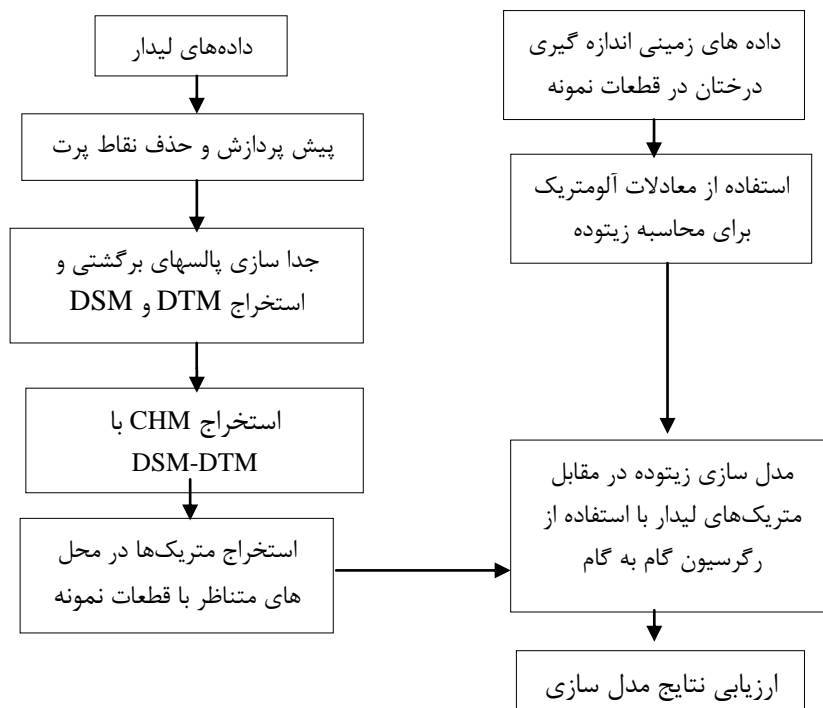 داده‌های لیدار
پیش پردازش و حذف نقاط پرت
جدا سازی پالسهای برگشتی و
استخراج DTM و DSM
استخراج CHM با
DSM-DTM
استخراج متریک‌ها در محل
های متناظر با قطعات نمونه
داده های زمینی اندازه گیری
درختان در قطعات نمونه
استفاده از معادلات آلومتریک
برای محاسبه زیتوده
مدل سازی زیتوده در مقابل
متریک‌های لیدار با استفاده از
رگرسیون گام به گام
ارزیابی نتایج مدل سازی